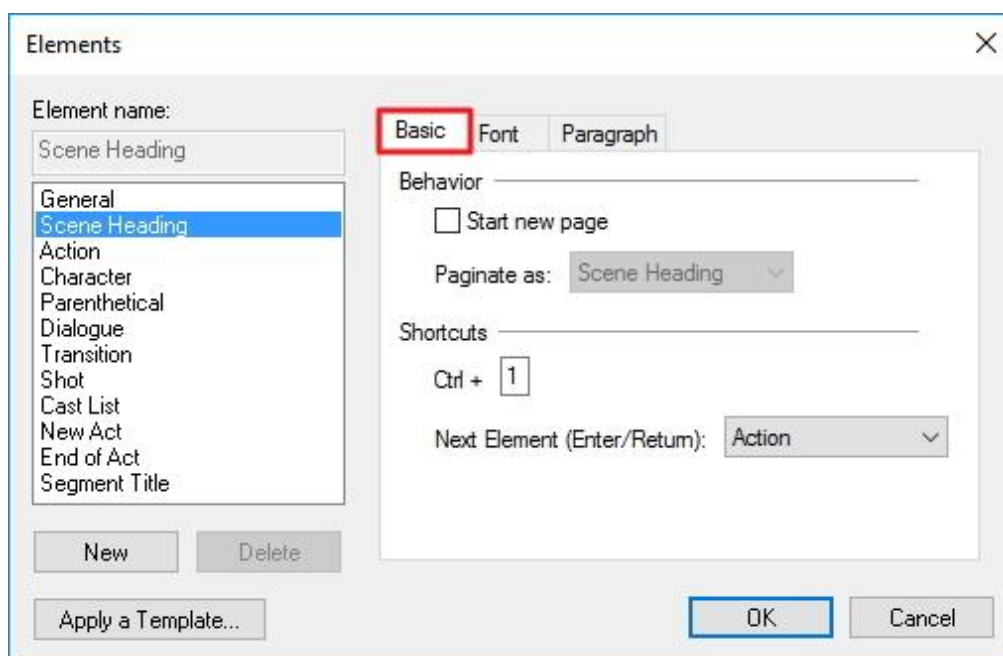 Elements
Element name:
Scene Heading
General
Scene Heading
Action
Character
Parenthetical
Dialogue
Transition
Shot
Cast List
New Act
End of Act
Segment Title
New Delete
Apply a Template...
Basic Font Paragraph
Behavior
Start new page
Paginate as: Scene Heading
Shortcuts
Ctrl + 1
Next Element (Enter/Return): Action
OK Cancel